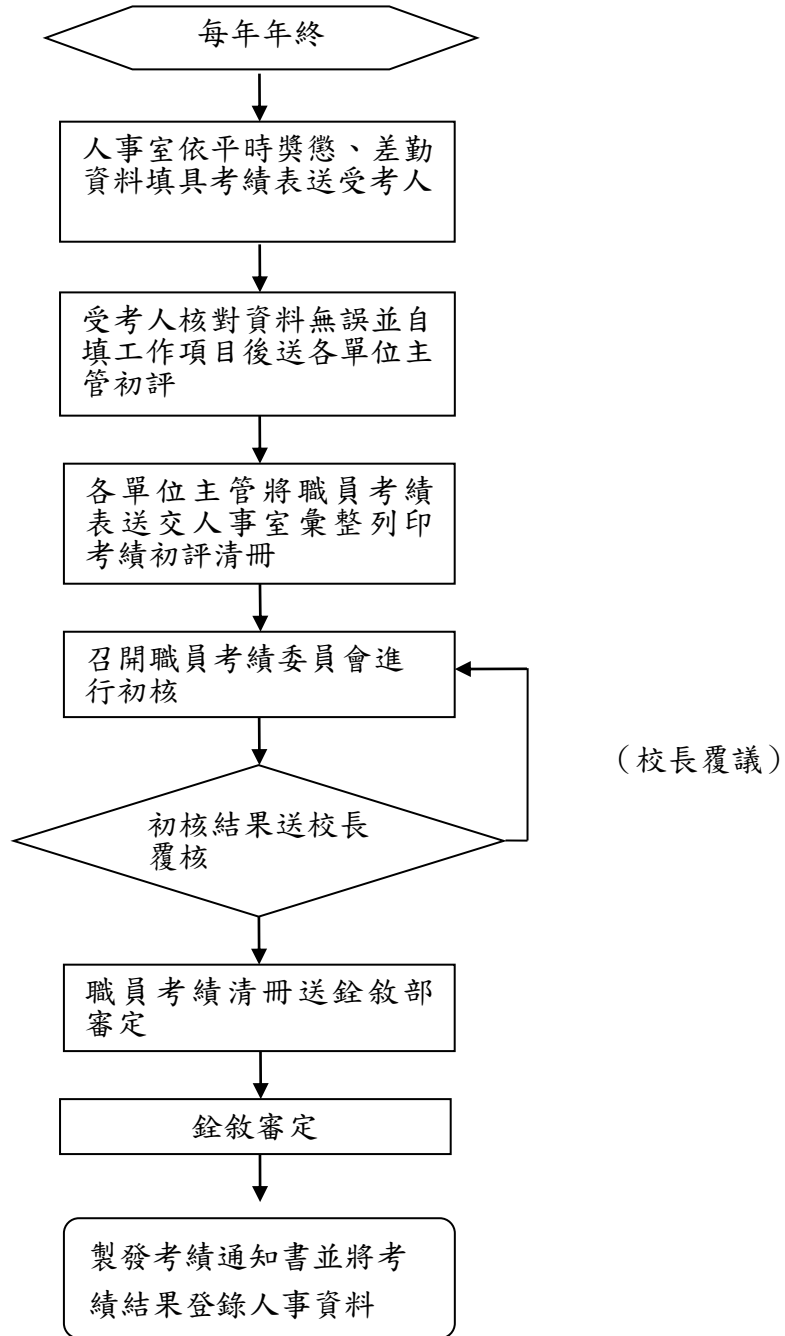 每年年終
人事室依平時獎懲、差勤
資料填具考績表送受考人
受考人核對資料無誤並自
填工作項目後送各單位主
管初評
各單位主管將職員考績
表送交人事室彙整列印
考績初評清冊
召開職員考績委員會進
行初核
（校長覆議）
初核結果送校長
覆核
職員考績清冊送銓敘部
審定
銓敘審定
製發考績通知書並將考
績結果登錄人事資料